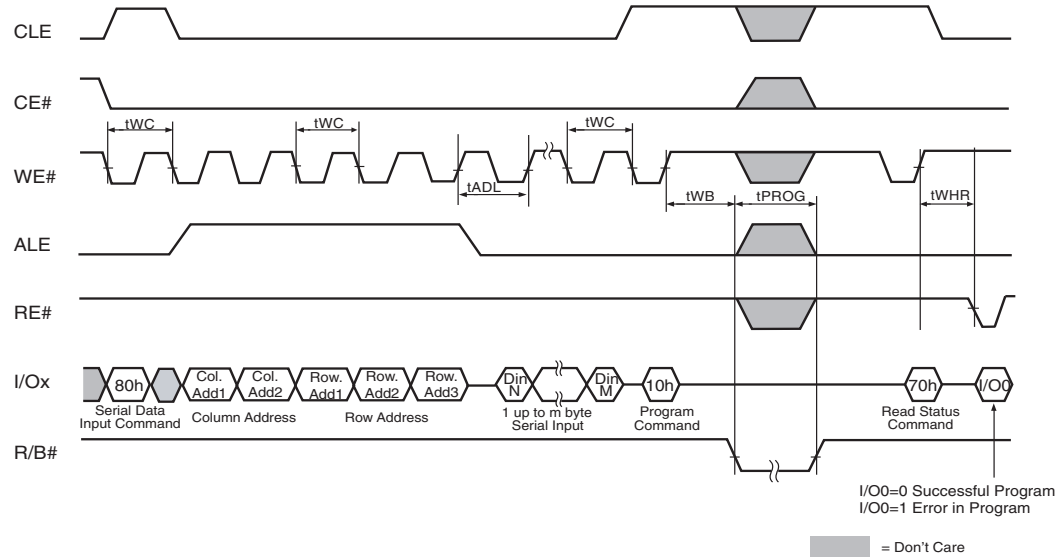 CLE
CE#
tWC
tWC
tWC
WE#
tADL
tWB
tPROG
tWHR
ALE
RE#
I/Ox
80h
Col.
Add1
Col.
Add2
Row.
Add1
Row.
Add2
Row.
Add3
Din
N
Din
M
10h
70h
I/O0
Serial Data
Input Command
Column Address
Row Address
1 up to m byte
Serial Input
Program
Command
Read Status
Command
R/B#
I/O0=0 Successful Program
I/O0=1 Error in Program
= Don't Care